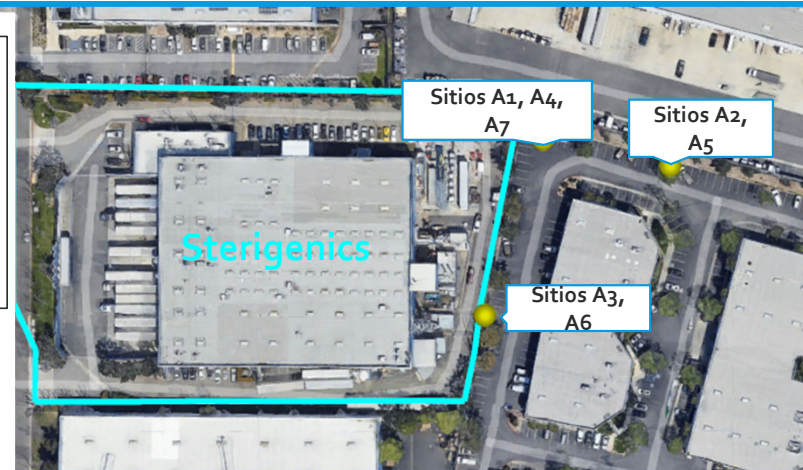 Sitios A1, A4,
A7
Sitios A2,
A5
Sterigenics
Sitios A3,
A6